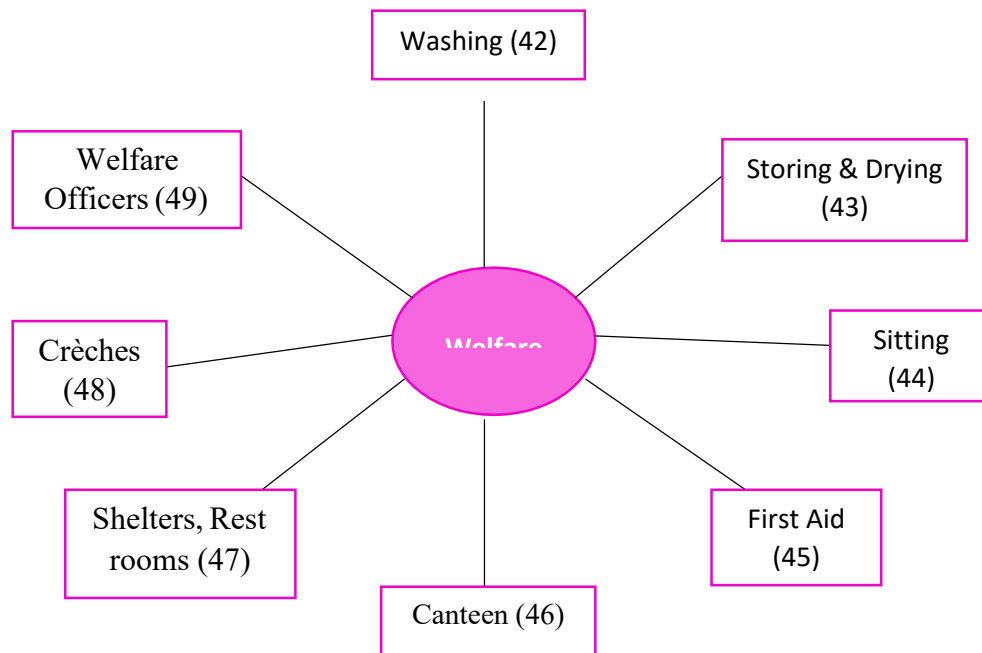 Washing (42)
Welfare
Officers (49)
Storing & Drying
(43)
Welfare
Crèches
(48)
Sitting
(44)
Shelters, Rest
rooms (47)
First Aid
(45)
Canteen (46)